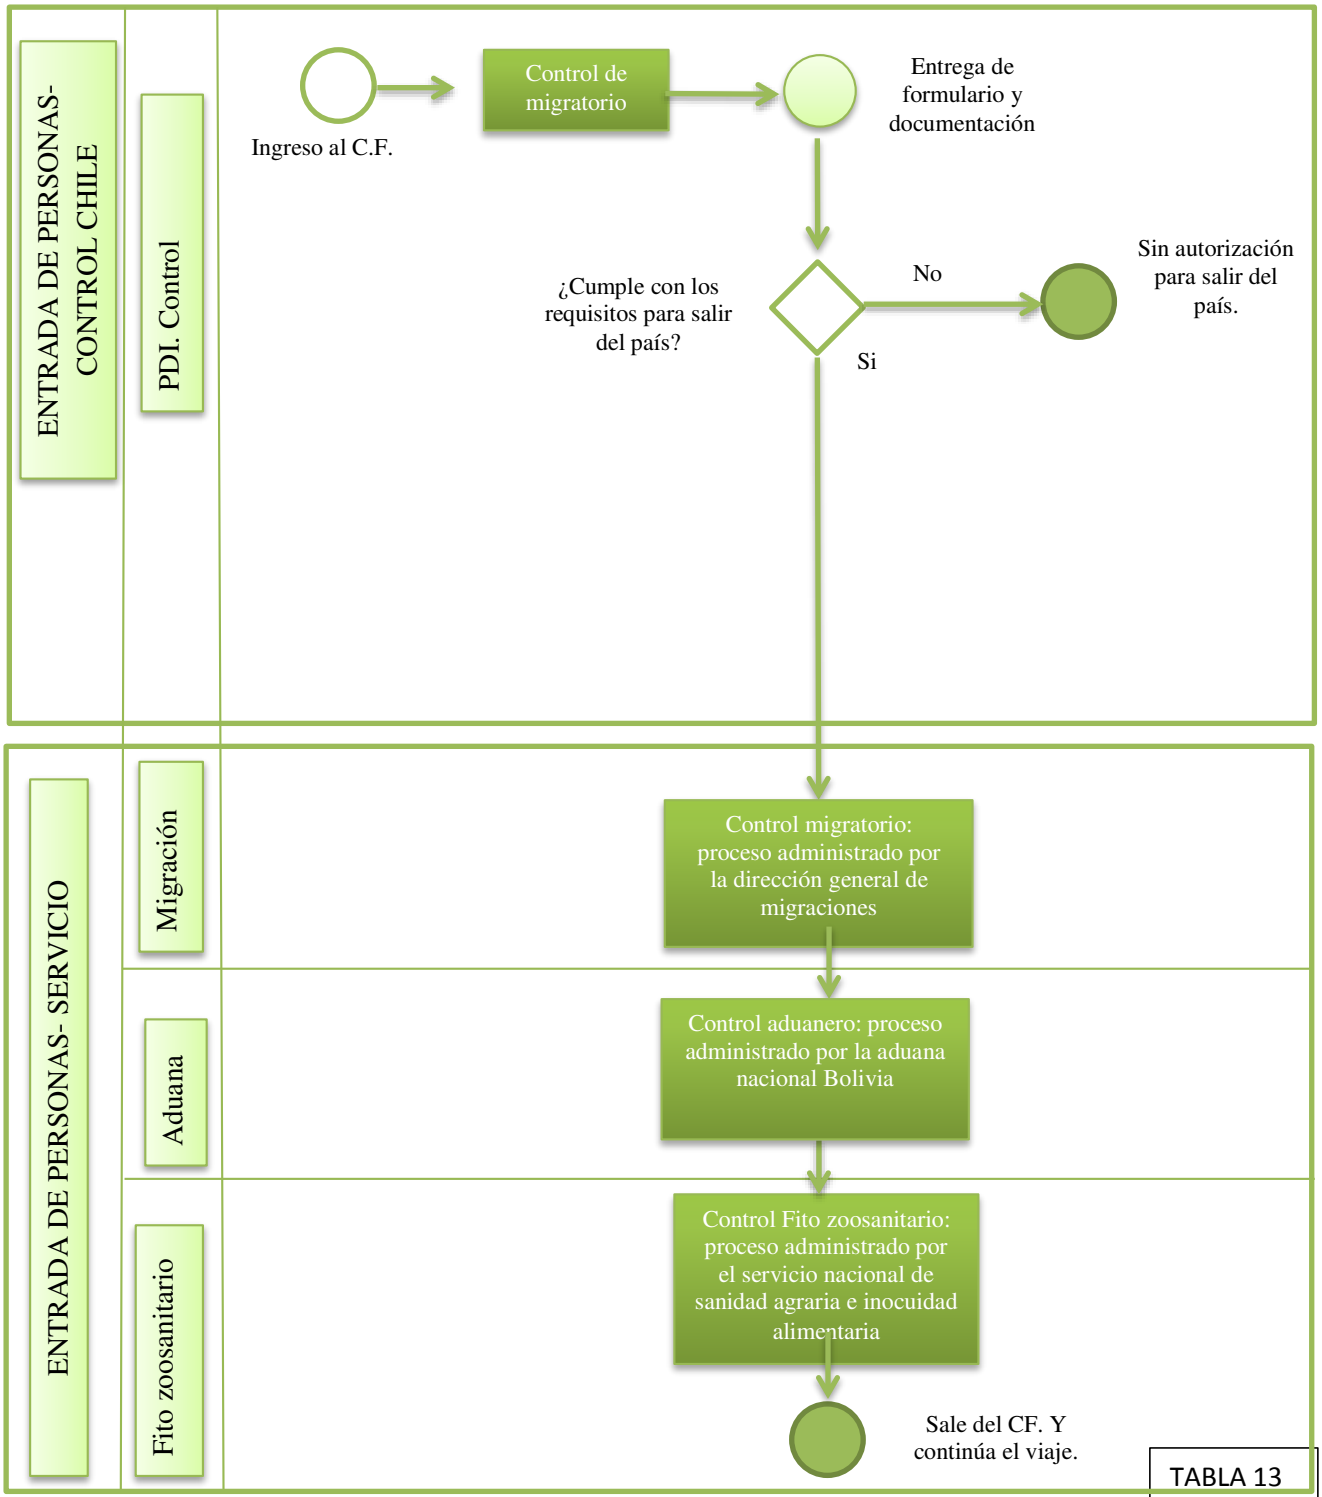 ENTRADA DE PERSONAS-
CONTROL CHILE
PDI. Control
Ingreso al C.F.
Control de
migratorio
Entrega de
formulario y
documentación
¿Cumple con los
requisitos para salir
del país?
No
Si
Sin autorización
para salir del
país.
ENTRADA DE PERSONAS- SERVICIO
Migración
Control migratorio:
proceso administrado por
la dirección general de
migraciones
Aduana
Control aduanero: proceso
administrado por la aduana
nacional Bolivia
Fito zoosanitario
Control Fito zoosanitario:
proceso administrado por
el servicio nacional de
sanidad agraria e inocuidad
alimentaria
Sale del CF. Y
continúa el viaje.
TABLA 13